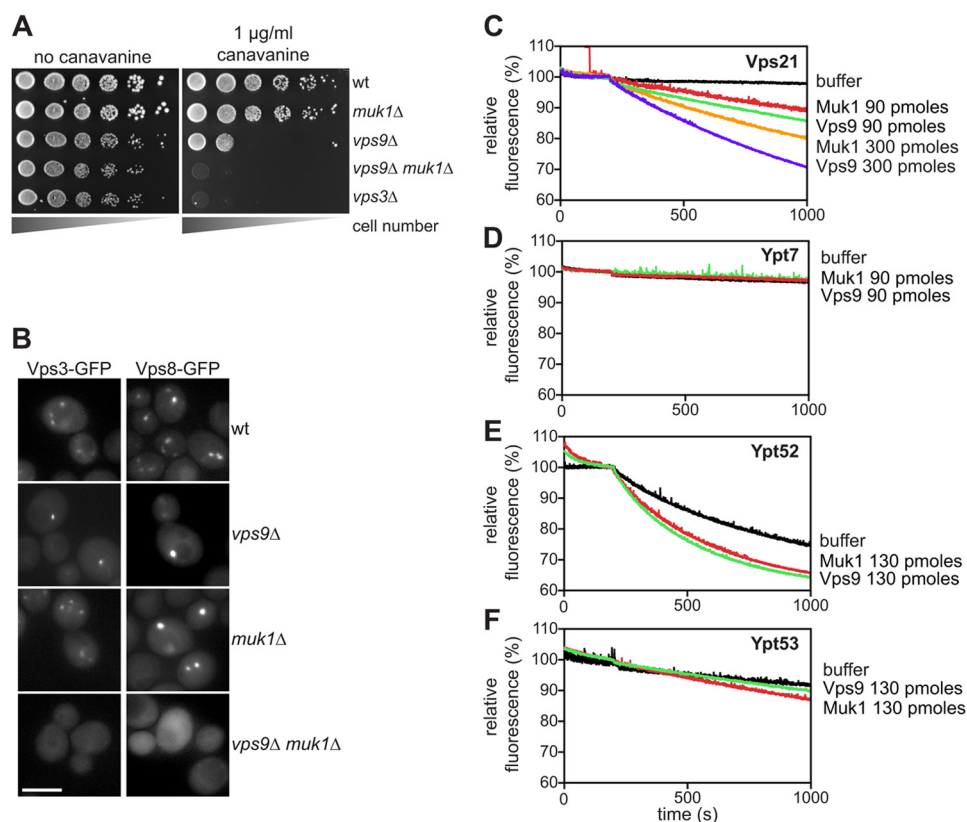 A
no canavanine
1 µg/ml
canavanine
wt
muk1Δ
vps9Δ
vps9Δ muk1Δ
vps3Δ
cell number
B
Vps3-GFP
Vps8-GFP
wt
vps9Δ
muk1Δ
vps9Δ muk1Δ
C
relative
fluorescence (%)
110
100
90
80
70
60
500
1000
Vps21
buffer
Muk1 90 pmoles
Vps9 90 pmoles
Muk1 300 pmoles
Vps9 300 pmoles
D
relative
fluorescence (%)
110
100
90
80
70
60
0
500
1000
Ypt7
buffer
Muk1 90 pmoles
Vps9 90 pmoles
E
relative
fluorescence (%)
110
100
90
80
70
60
0
500
1000
Ypt52
buffer
Muk1 130 pmoles
Vps9 130 pmoles
F
relative
fluorescence (%)
110
100
90
80
70
60
0
500
1000
time (s)
Ypt53
buffer
Vps9 130 pmoles
Muk1 130 pmoles